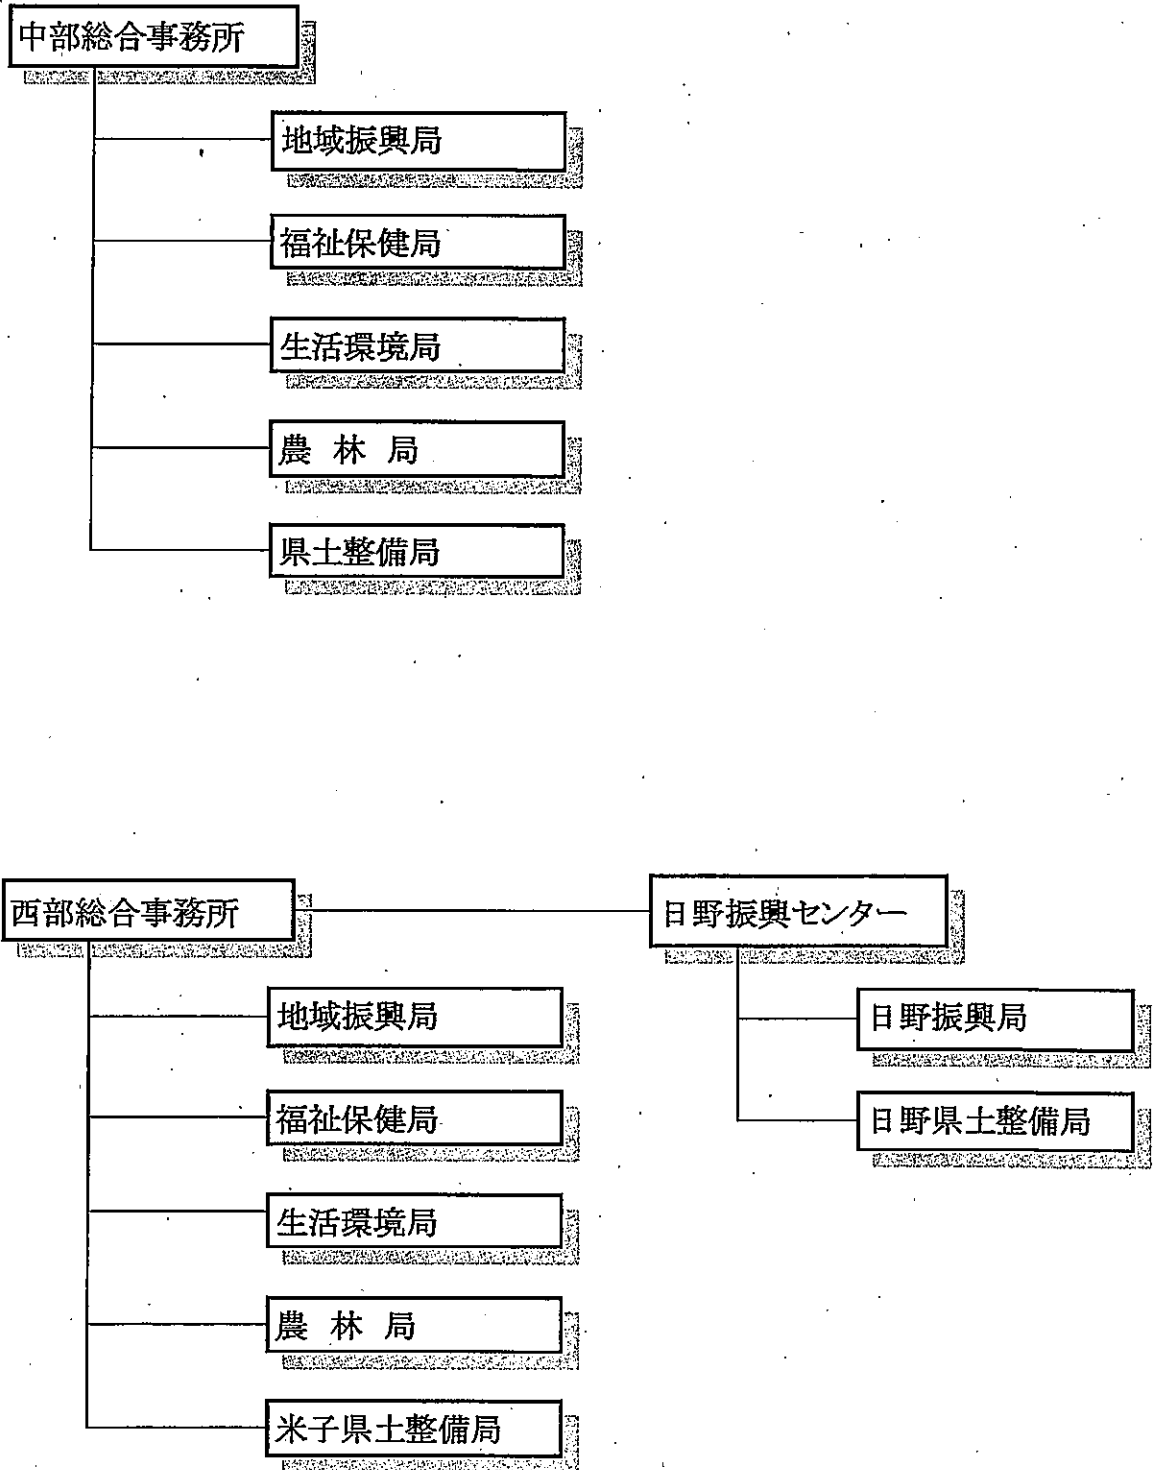 中部総合事務所
地域振興局
福祉保健局
生活環境局
農 林 局
県土整備局
西部総合事務所
日野振興センター
地域振興局
日野振興局
福祉保健局
日野県土整備局
生活環境局
農 林 局
米子県土整備局